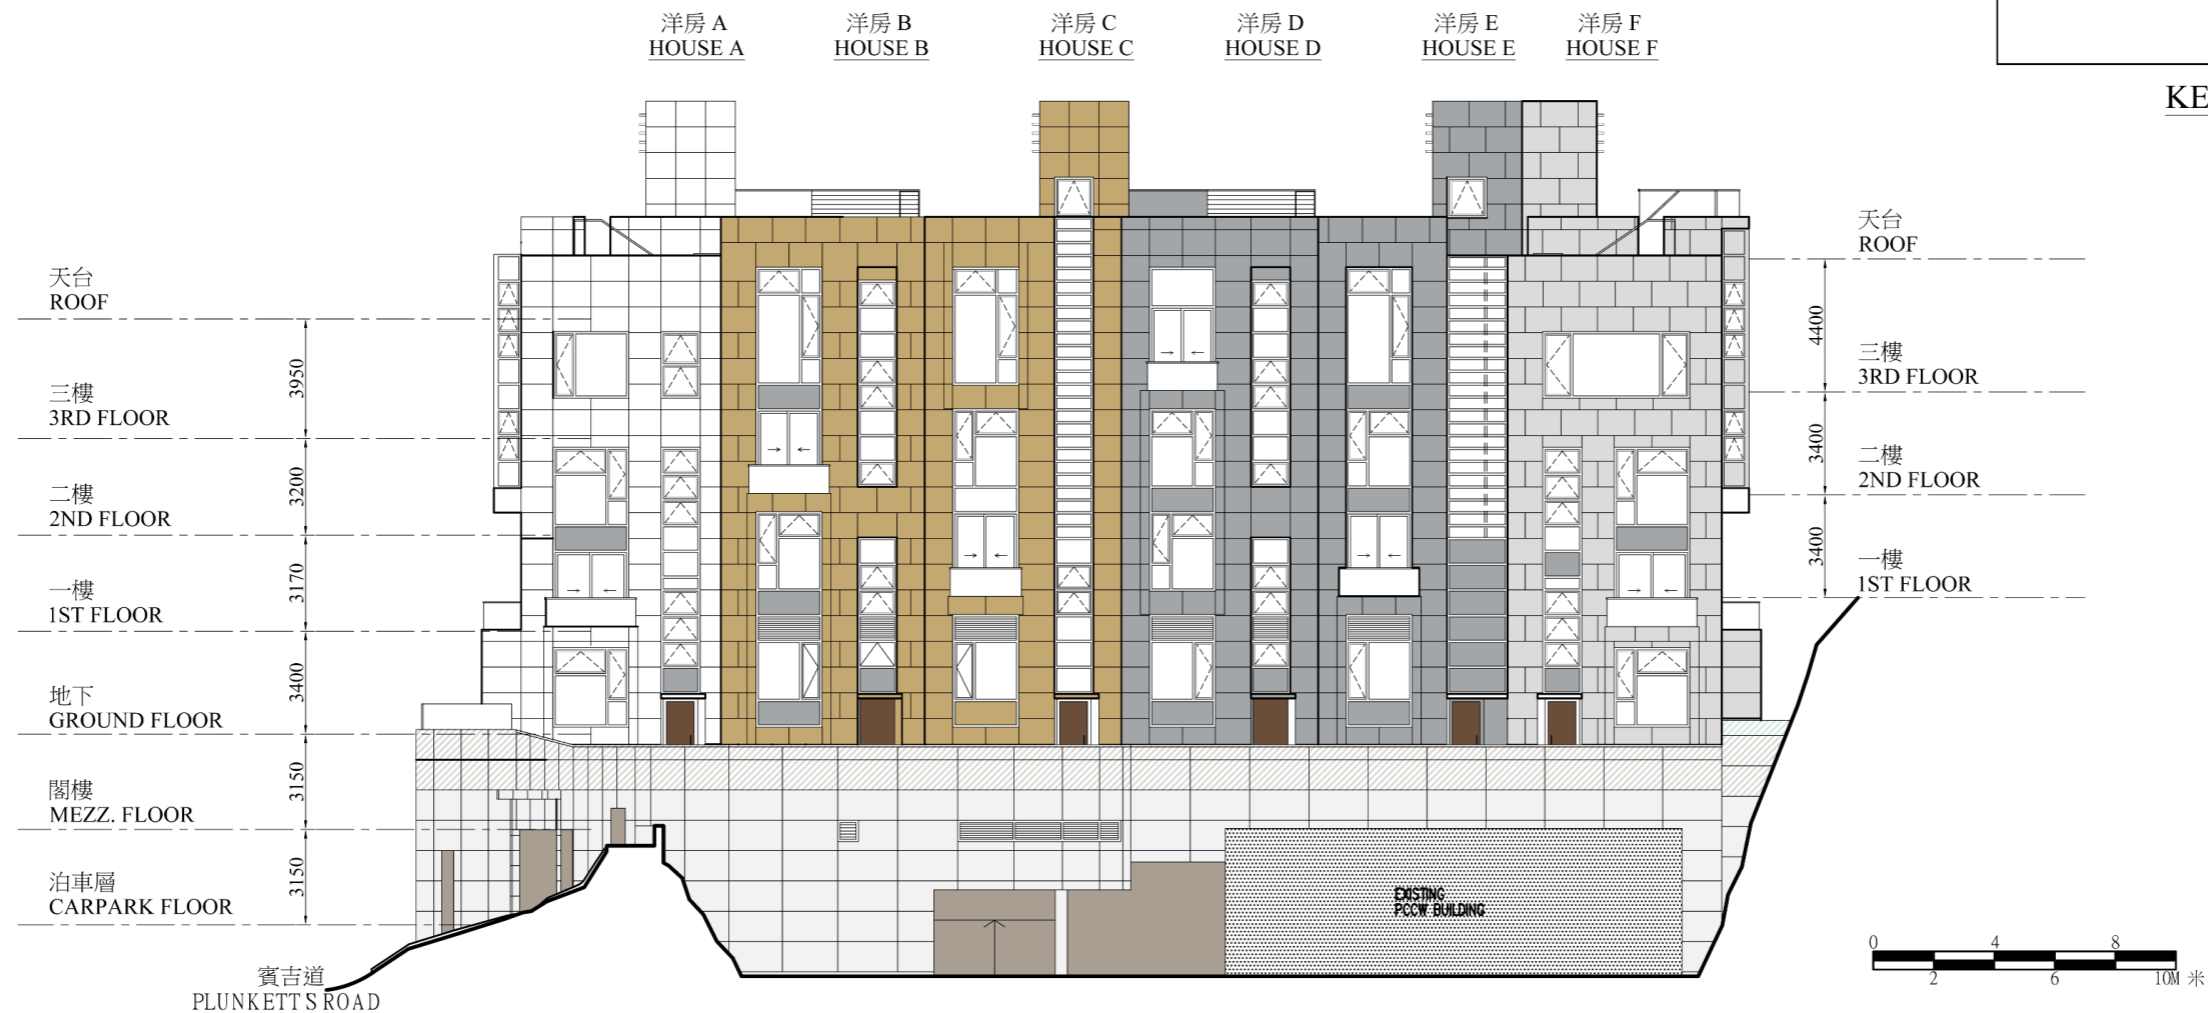 洋房 A
HOUSE A
洋房 B
HOUSE B
洋房 C
HOUSE C
洋房 D
HOUSE D
洋房 E
HOUSE E
洋房 F
HOUSE F
KE
天台
ROOF
3950
三樓
3RD FLOOR
3200
二樓
2ND FLOOR
3170
一樓
1ST FLOOR
3400
地下
GROUND FLOOR
3150
閣樓
MEZZ. FLOOR
3150
泊車層
CARPARK FLOOR
賓吉道
PLUNKETT'S ROAD
天台
ROOF
4400
三樓
3RD FLOOR
3400
二樓
2ND FLOOR
3400
一樓
1ST FLOOR
EXISTING
PCCW BUILDING
0 4 8
2 6 10M 米